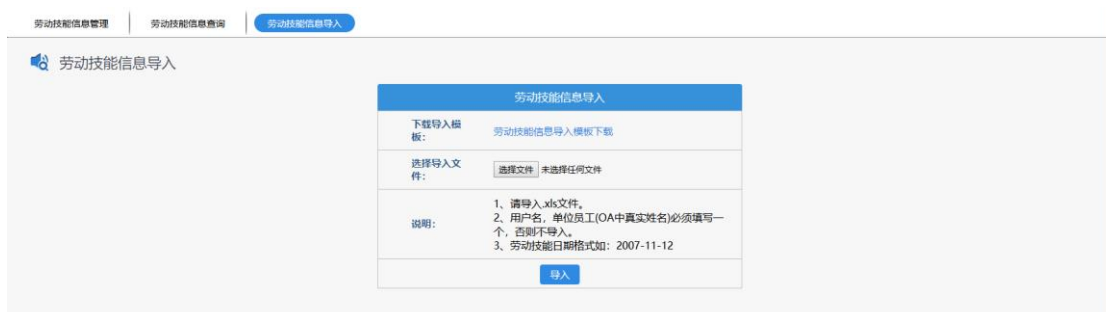 劳动技能信息管理 劳动技能信息查询 劳动技能信息导入
劳动技能信息导入
劳动技能信息导入
下载导入模
板：
劳动技能信息导入模板下载
选择导入文
件：
选择文件 未选择任何文件
说明：
1、请导入.xls文件。
2、用户名，单位员工(OA中真实姓名)必须填写一
个，否则不导入。
3、劳动技能日期格式如：2007-11-12
导入